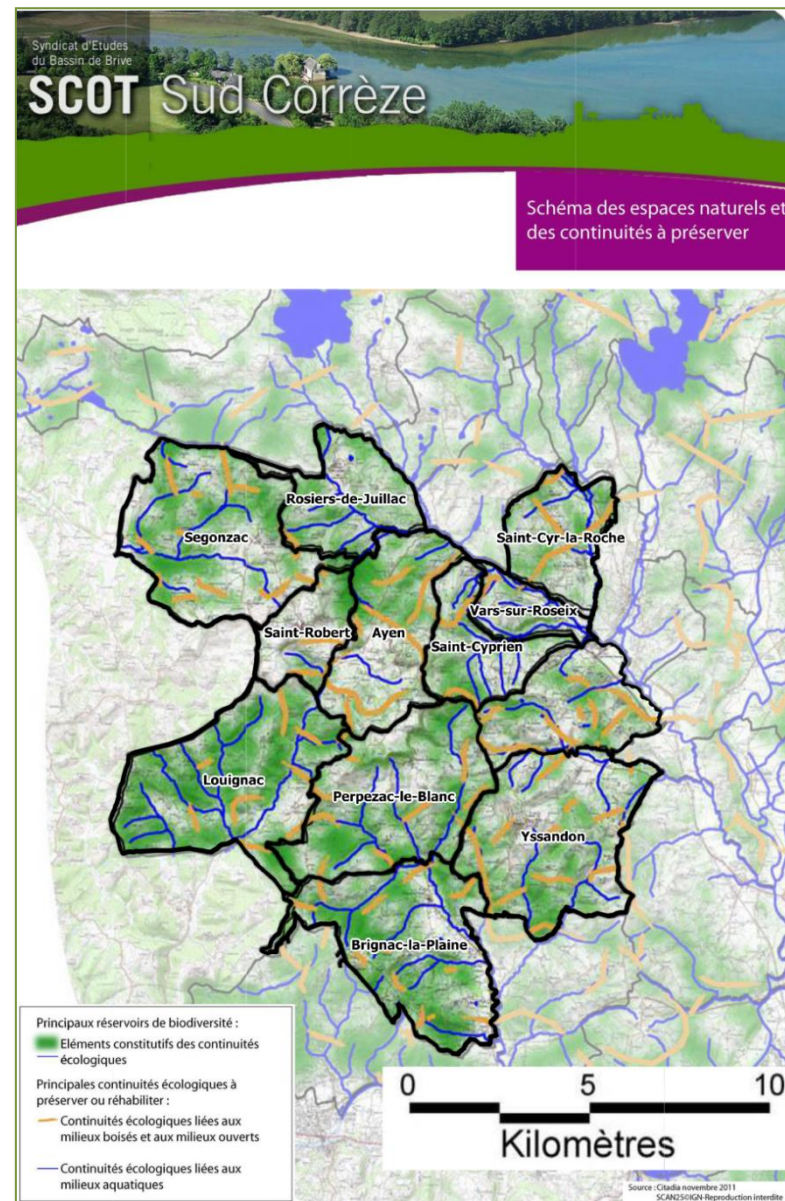 Syndicat d'Etudes
du Bassin de Brive
SCOT Sud Corrèze
Schéma des espaces naturels et
des continuités à préserver
Rosiers-de-Juillac
Segonzac
Saint-Cyr-la-Roche
Vars-sur-Roseix
Saint-Robert
Ayen
Saint-Cyprien
Louignac
Perpezac-le-Blanc
Yssandon
Brignac-la-Plaine
Principaux réservoirs de biodiversité :
Eléments constitutifs des continuités
écologiques
Principales continuités écologiques à
préserver ou réhabiliter :
Continuités écologiques liées aux
milieux boisés et aux milieux ouverts
Continuités écologiques liées aux
milieux aquatiques
0 5 10
Kilomètres
Source : Citadia novembre 2011
SCAN25©IGN-Reproduction interdite